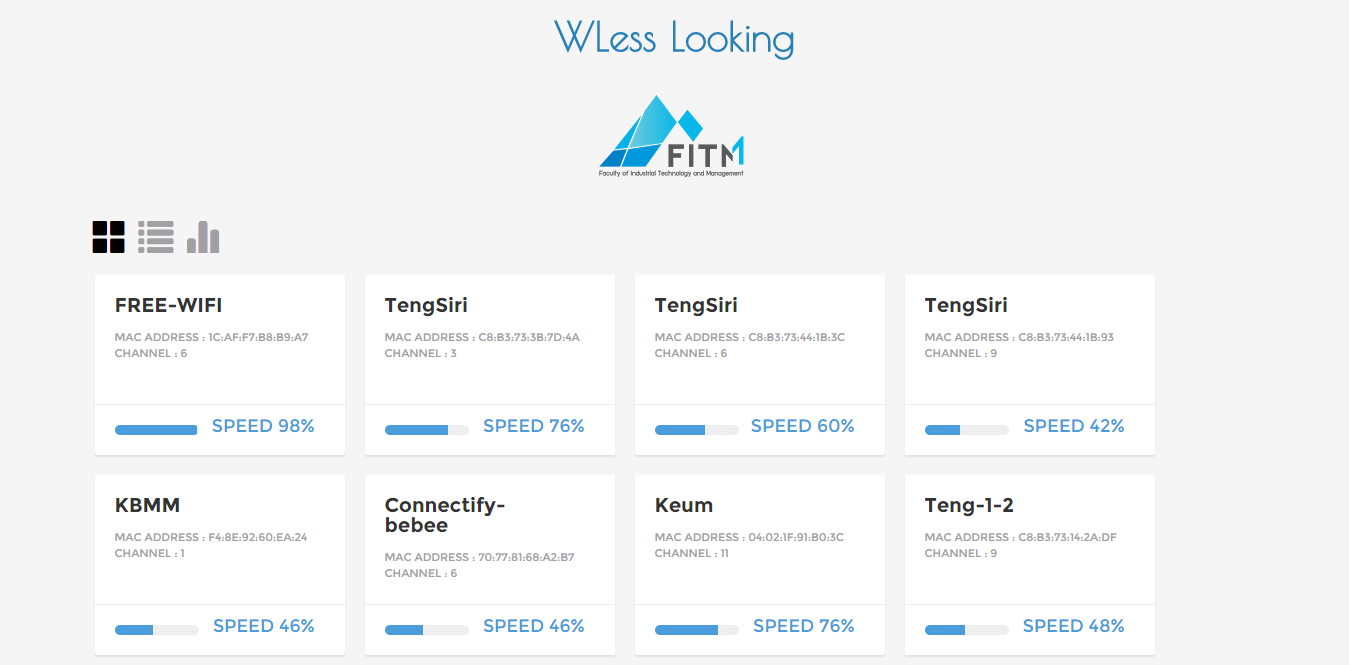 WLess Looking
FITM
Faculty of Industrial Technology and Management
FREE-WIFI
MAC ADDRESS : 1C:AF:F7:B8:B9:A7
CHANNEL : 6
SPEED 98%
TengSiri
MAC ADDRESS : C8:B3:73:3B:7D:4A
CHANNEL : 3
SPEED 76%
TengSiri
MAC ADDRESS : C8:B3:73:44:1B:3C
CHANNEL : 6
SPEED 60%
TengSiri
MAC ADDRESS : C8:B3:73:44:1B:93
CHANNEL : 9
SPEED 42%
KBMM
MAC ADDRESS : F4:8E:92:60:EA:24
CHANNEL : 1
SPEED 46%
Connectify-
bebee
MAC ADDRESS : 70:77:81:68:A2:B7
CHANNEL : 6
SPEED 46%
Keum
MAC ADDRESS : 04:02:1F:91:B0:3C
CHANNEL : 11
SPEED 76%
Teng-1-2
MAC ADDRESS : C8:B3:73:14:2A:DF
CHANNEL : 9
SPEED 48%